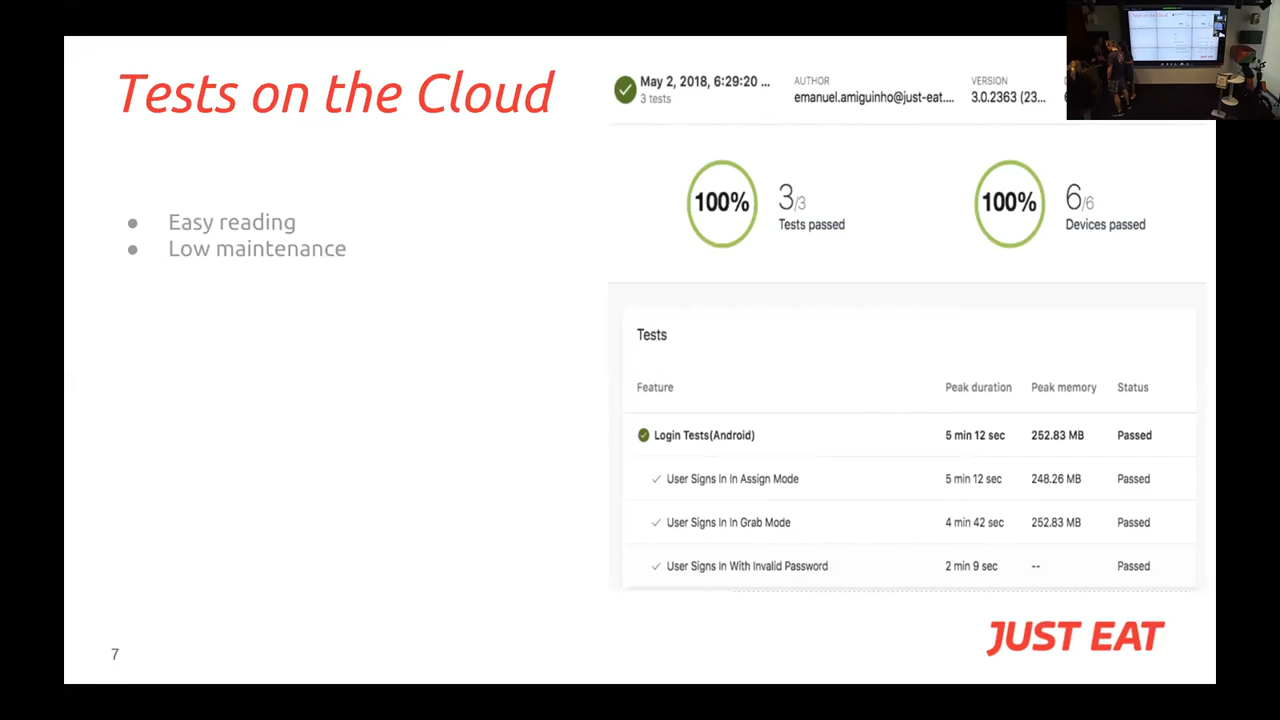 Tests on the Cloud
Easy reading
Low maintenance
May 2, 2018, 6:29:20 ...
3 tests
AUTHOR
emanuel.amiguinho@just-eat....
VERSION
3.0.2363 (23...
100%
3/3
Tests passed
100%
6/6
Devices passed
Tests
Feature Peak duration Peak memory Status
Login Tests(Android) 5 min 12 sec 252.83 MB Passed
User Signs In In Assign Mode 5 min 12 sec 248.26 MB Passed
User Signs In In Grab Mode 4 min 42 sec 252.83 MB Passed
User Signs In With Invalid Password 2 min 9 sec -- Passed
JUST EAT
7